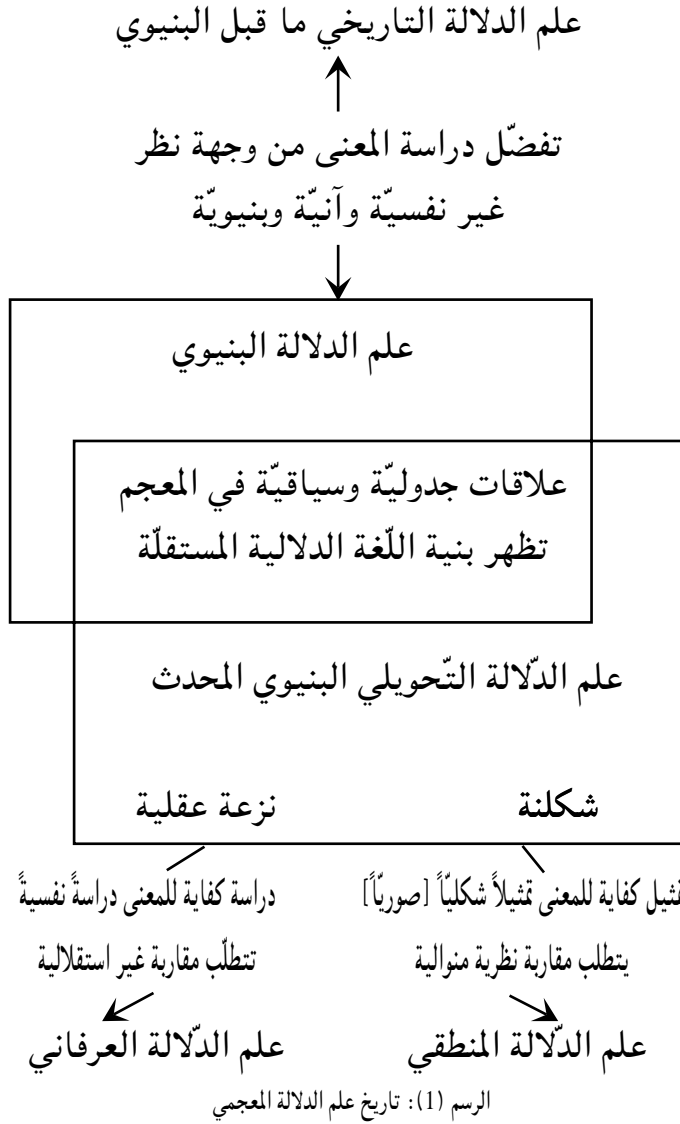 علم الدلالة التاريخي ما قبل البنيوي
تفضّل دراسة المعنى من وجهة نظر
غير نفسيّة وآنيّة وبنيويّة
علم الدلالة البنيوي
علاقات جدوليّة وسياقيّة في المعجم
تظهر بنية اللّغة الدلالية المستقلّة
علم الدّلالة التّحويلي البنيوي المحدث
شكلنة
نزعة عقلية
تمثيل كفاية للمعنى تمثيلاً شكليّاً [صوريّاً]
يتطلب مقاربة نظرية منوالية
علم الدّلالة المنطقي
دراسة كفاية للمعنى دراسةً نفسيةً
تتطلّب مقاربة غير استقلالية
علم الدّلالة العرفاني
الرسم (1): تاريخ علم الدلالة المعجمي